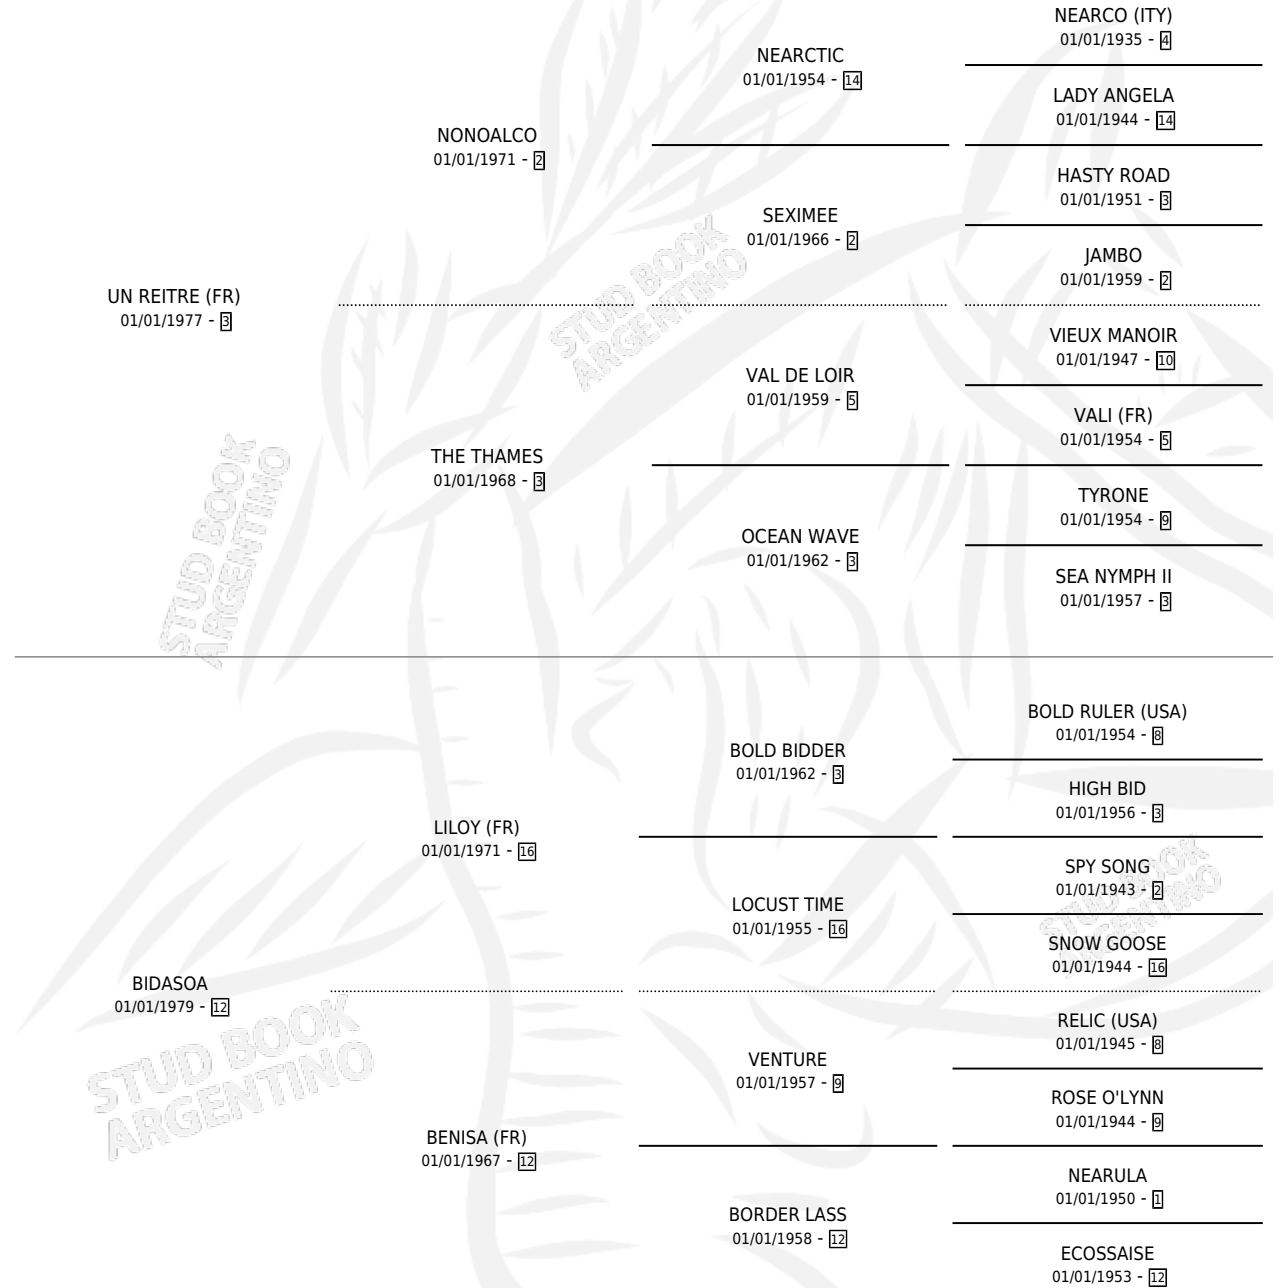 NEARCO (ITY)
01/01/1935 - 4
NEARCTIC
01/01/1954 - 14
LADY ANGELA
01/01/1944 - 14
NONOALCO
01/01/1971 - 2
HASTY ROAD
01/01/1951 - 3
SEXIMEE
01/01/1966 - 2
JAMBO
01/01/1959 - 2
UN REITRE (FR)
01/01/1977 - 3
VIEUX MANOIR
01/01/1947 - 10
VAL DE LOIR
01/01/1959 - 5
VALI (FR)
01/01/1954 - 5
THE THAMES
01/01/1968 - 3
TYRONE
01/01/1954 - 9
OCEAN WAVE
01/01/1962 - 3
SEA NYMPH II
01/01/1957 - 3
STUD BOOK
ARGENTINO
STUD BOOK
ARGENTINO
BOLD RULER (USA)
01/01/1954 - 8
BOLD BIDDER
01/01/1962 - 3
HIGH BID
01/01/1956 - 3
LILOY (FR)
01/01/1971 - 16
SPY SONG
01/01/1943 - 2
LOCUST TIME
01/01/1955 - 16
SNOW GOOSE
01/01/1944 - 16
STUD BOOK
ARGENTINO
BIDASOA
01/01/1979 - 12
RELIC (USA)
01/01/1945 - 8
VENTURE
01/01/1957 - 9
ROSE O'LYNN
01/01/1944 - 9
STUD BOOK
ARGENTINO
BENISA (FR)
01/01/1967 - 12
NEARULA
01/01/1950 - 1
BORDER LASS
01/01/1958 - 12
ECOSSAISE
01/01/1953 - 12